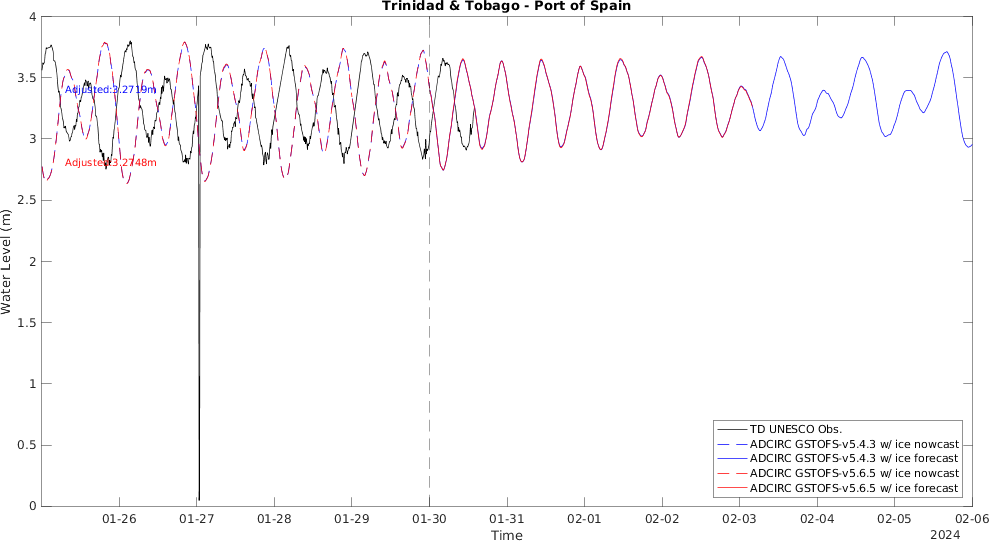 Trinidad & Tobago - Port of Spain
4
3.5
3
2.5
2
1.5
1
0.5
0
Water Level (m)
Adjusted:3.2719m
Adjusted:3.2748m
TD UNESCO Obs.
ADCIRC GSTOFS-v5.4.3 w/ ice nowcast
ADCIRC GSTOFS-v5.4.3 w/ ice forecast
ADCIRC GSTOFS-v5.6.5 w/ ice nowcast
ADCIRC GSTOFS-v5.6.5 w/ ice forecast
01-26 01-27 01-28 01-29 01-30 01-31 02-01 02-02 02-03 02-04 02-05 02-06
Time
2024